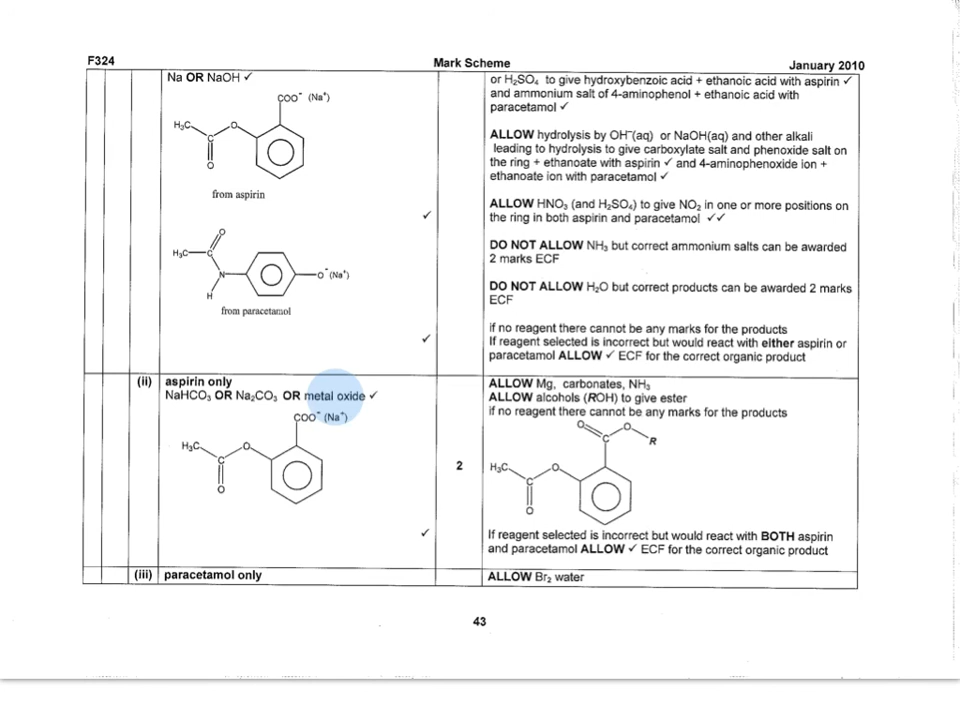 F324
Mark Scheme
January 2010
Na OR NaOH ✓
COO⁻ (Na⁺)
H₃C
O
C
O
from aspirin
✓
O
H₃C
C
N
H
O⁻ (Na⁺)
from paracetamol
✓
or H₂SO₄ to give hydroxybenzoic acid + ethanoic acid with aspirin ✓
and ammonium salt of 4-aminophenol + ethanoic acid with
paracetamol ✓
ALLOW hydrolysis by OH⁻(aq) or NaOH(aq) and other alkali
leading to hydrolysis to give carboxylate salt and phenoxide salt on
the ring + ethanoate with aspirin ✓ and 4-aminophenoxide ion +
ethanoate ion with paracetamol ✓
ALLOW HNO₃ (and H₂SO₄) to give NO₂ in one or more positions on
the ring in both aspirin and paracetamol ✓✓
DO NOT ALLOW NH₃ but correct ammonium salts can be awarded
2 marks ECF
DO NOT ALLOW H₂O but correct products can be awarded 2 marks
ECF
if no reagent there cannot be any marks for the products
If reagent selected is incorrect but would react with either aspirin or
paracetamol ALLOW ✓ ECF for the correct organic product
(ii) aspirin only
NaHCO₃ OR Na₂CO₃ OR metal oxide ✓
COO⁻ (Na⁺)
H₃C
O
C
O
✓
2
ALLOW Mg, carbonates, NH₃
ALLOW alcohols (ROH) to give ester
if no reagent there cannot be any marks for the products
O
O
C
R
H₃C
O
C
O
If reagent selected is incorrect but would react with BOTH aspirin
and paracetamol ALLOW ✓ ECF for the correct organic product
(iii) paracetamol only
ALLOW Br₂ water
43